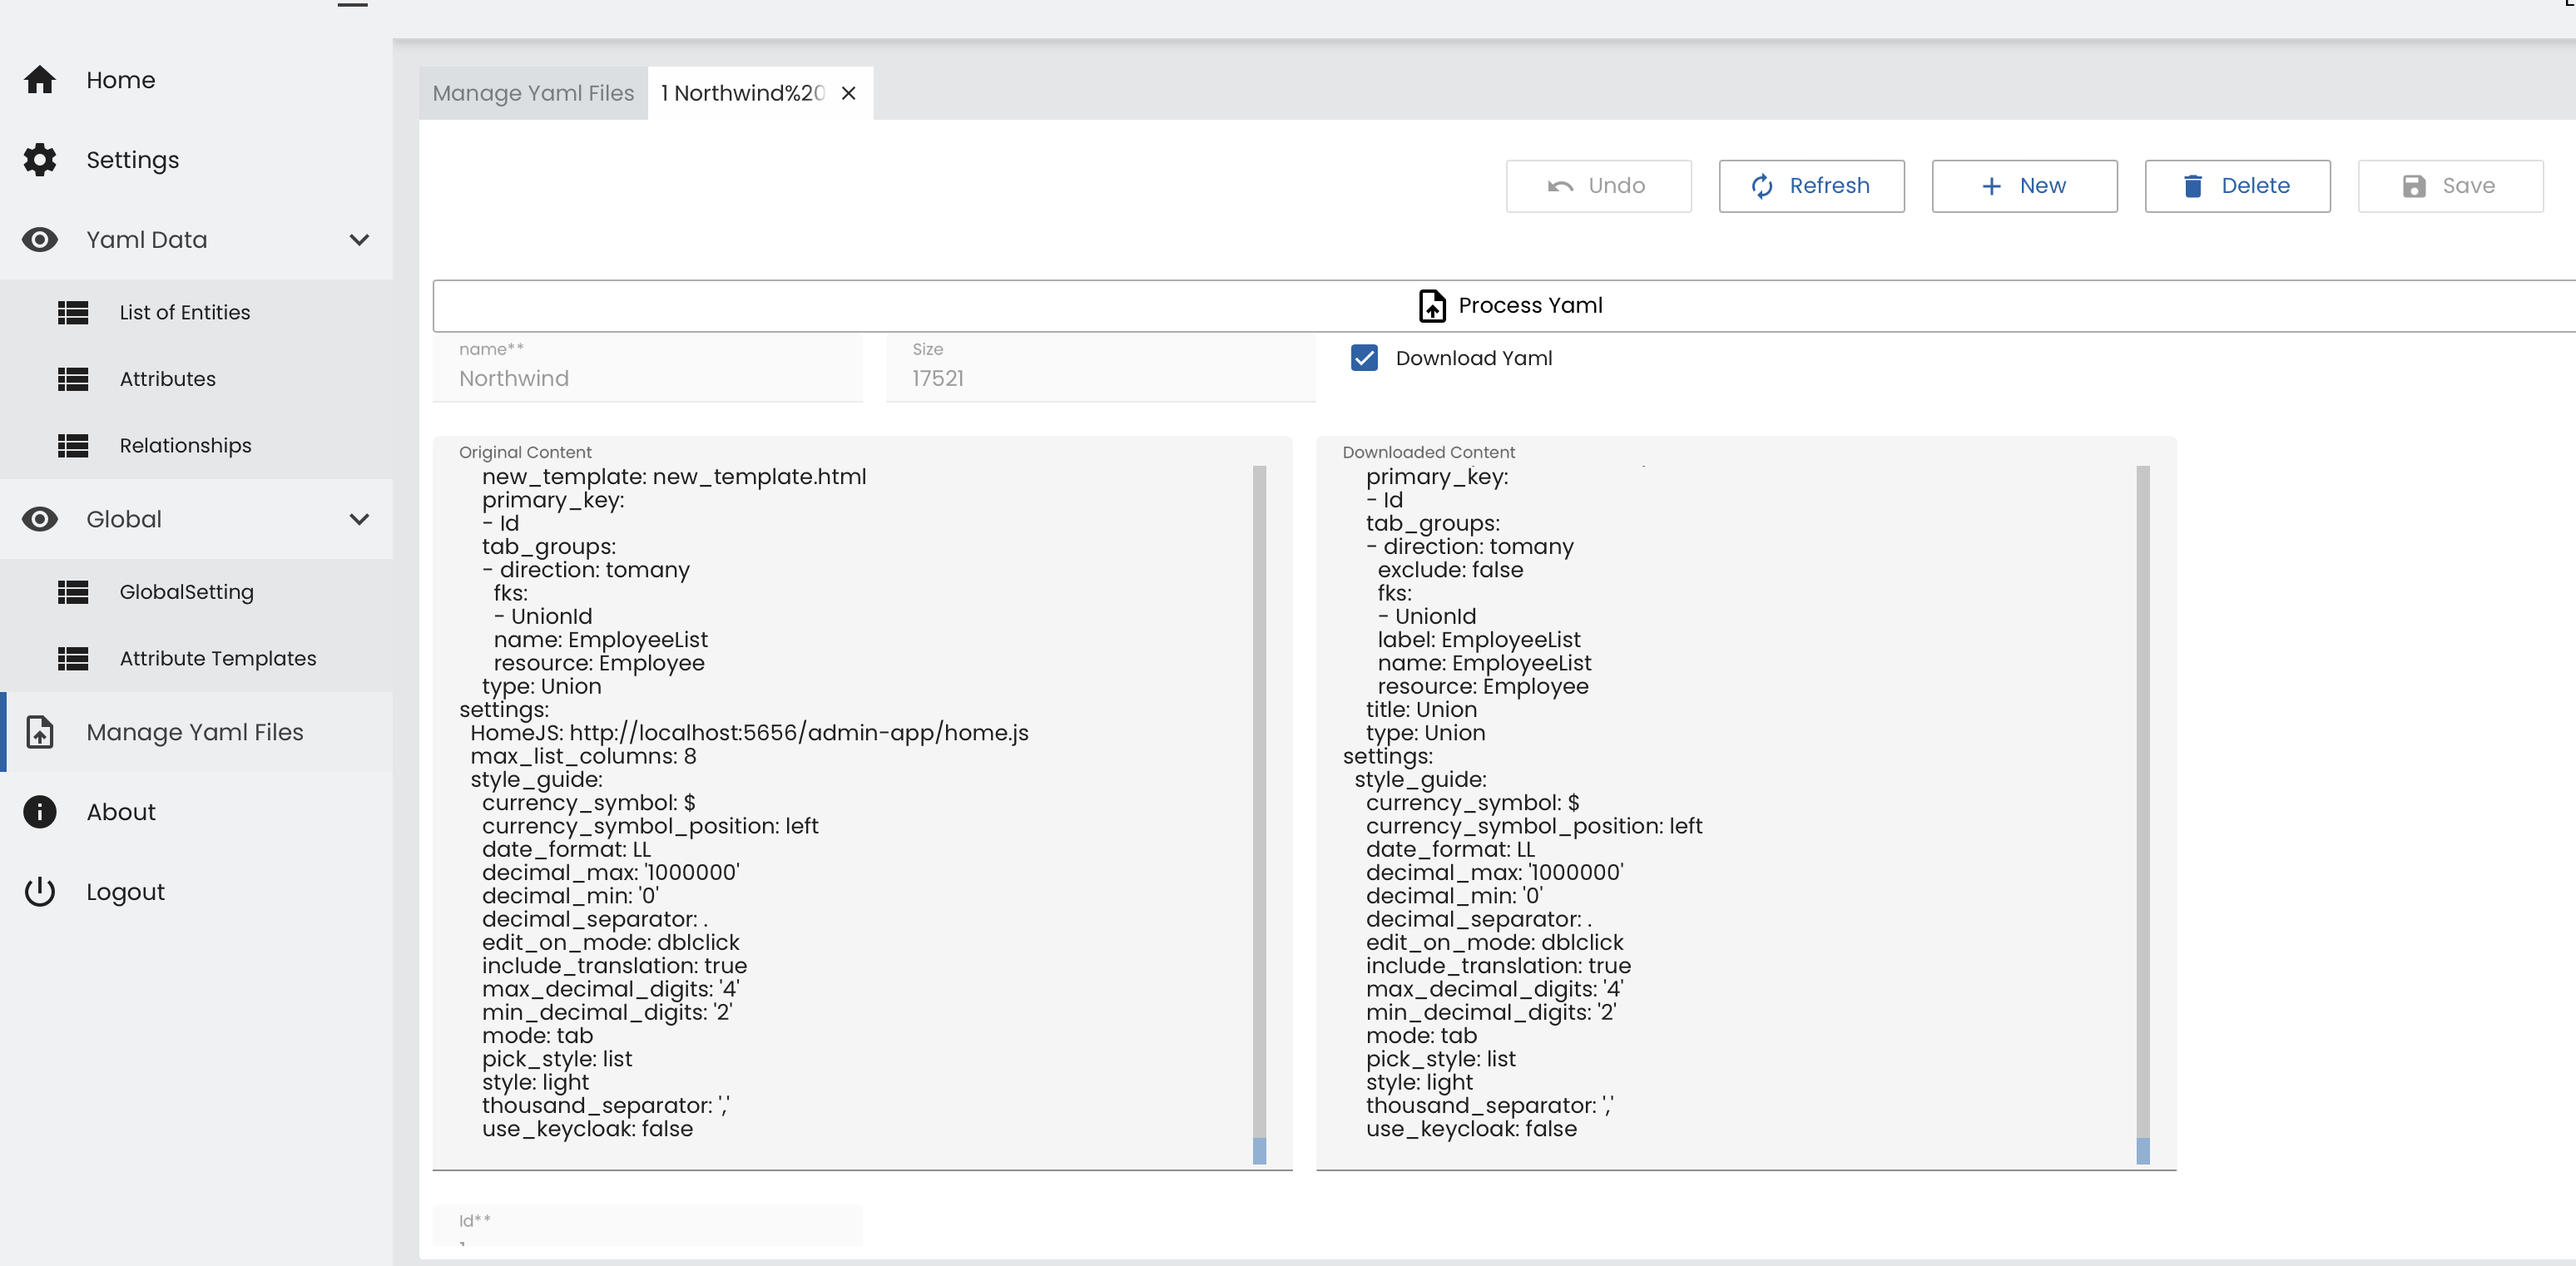 Home
Settings
Yaml Data
List of Entities
Attributes
Relationships
Global
GlobalSetting
Attribute Templates
Manage Yaml Files
About
Logout
Manage Yaml Files
1 Northwind%20
Undo
Refresh
New
Delete
Save
Process Yaml
name**
Northwind
Size
17521
Download Yaml
Original Content
new_template: new_template.html
primary_key:
- Id
tab_groups:
- direction: tomany
fks:
- UnionId
name: EmployeeList
resource: Employee
type: Union
settings:
HomeJS: http://localhost:5656/admin-app/home.js
max_list_columns: 8
style_guide:
currency_symbol: $
currency_symbol_position: left
date_format: LL
decimal_max: '1000000'
decimal_min: '0'
decimal_separator: .
edit_on_mode: dblclick
include_translation: true
max_decimal_digits: '4'
min_decimal_digits: '2'
mode: tab
pick_style: list
style: light
thousand_separator: ','
use_keycloak: false
Downloaded Content
primary_key:
- Id
tab_groups:
- direction: tomany
exclude: false
fks:
- UnionId
label: EmployeeList
name: EmployeeList
resource: Employee
title: Union
type: Union
settings:
style_guide:
currency_symbol: $
currency_symbol_position: left
date_format: LL
decimal_max: '1000000'
decimal_min: '0'
decimal_separator: .
edit_on_mode: dblclick
include_translation: true
max_decimal_digits: '4'
min_decimal_digits: '2'
mode: tab
pick_style: list
style: light
thousand_separator: ','
use_keycloak: false
Id**